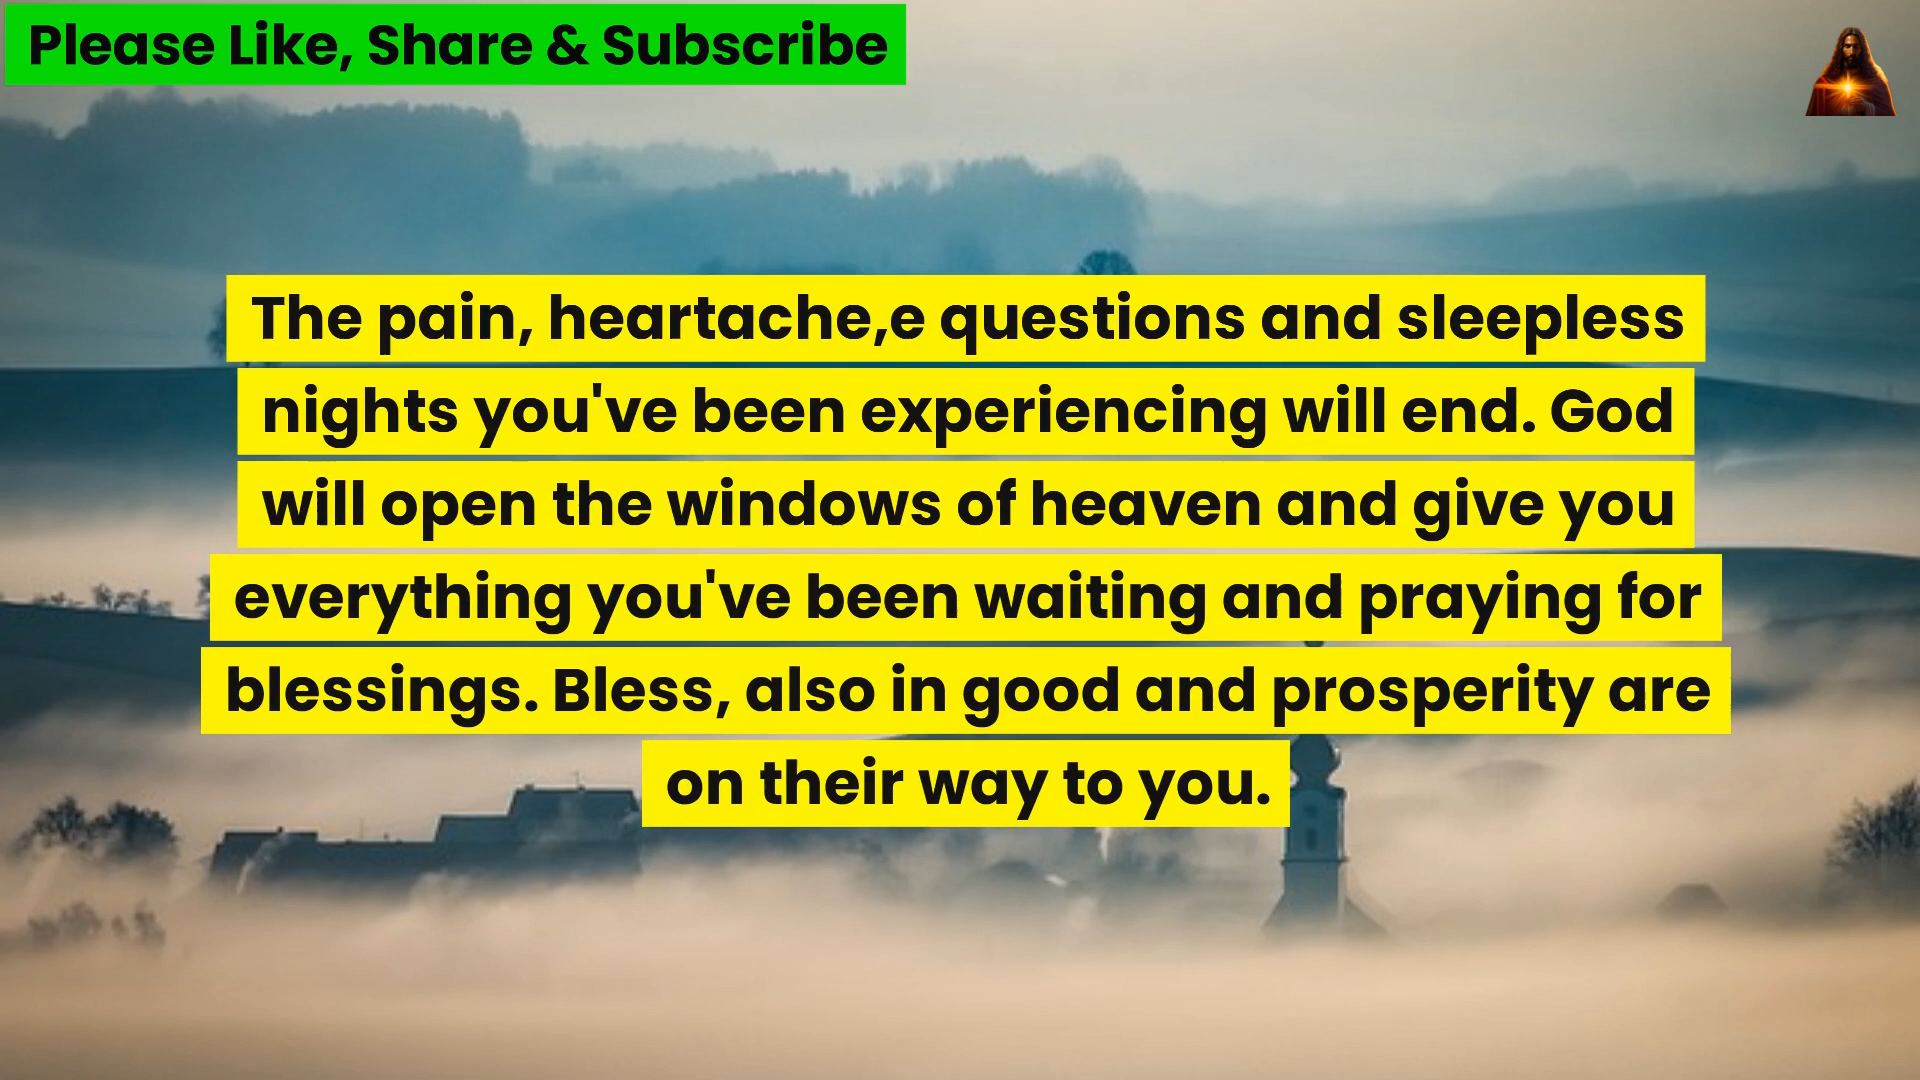 Please Like, Share & Subscribe
The pain, heartache,e questions and sleepless
nights you've been experiencing will end. God
will open the windows of heaven and give you
everything you've been waiting and praying for
blessings. Bless, also in good and prosperity are
on their way to you.